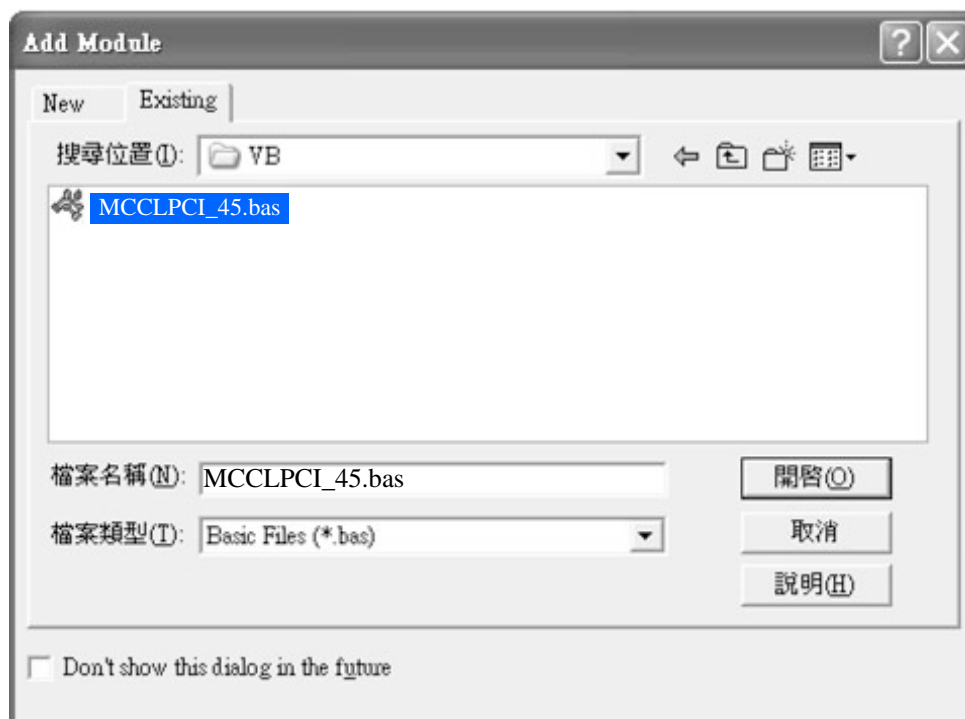 Add Module
New Existing
搜尋位置(I): VB
MCCLPCI_45.bas
檔案名稱(N): MCCLPCI_45.bas 開啓(O)
檔案類型(T): Basic Files (*.bas) 取消
說明(H)
Don't show this dialog in the future